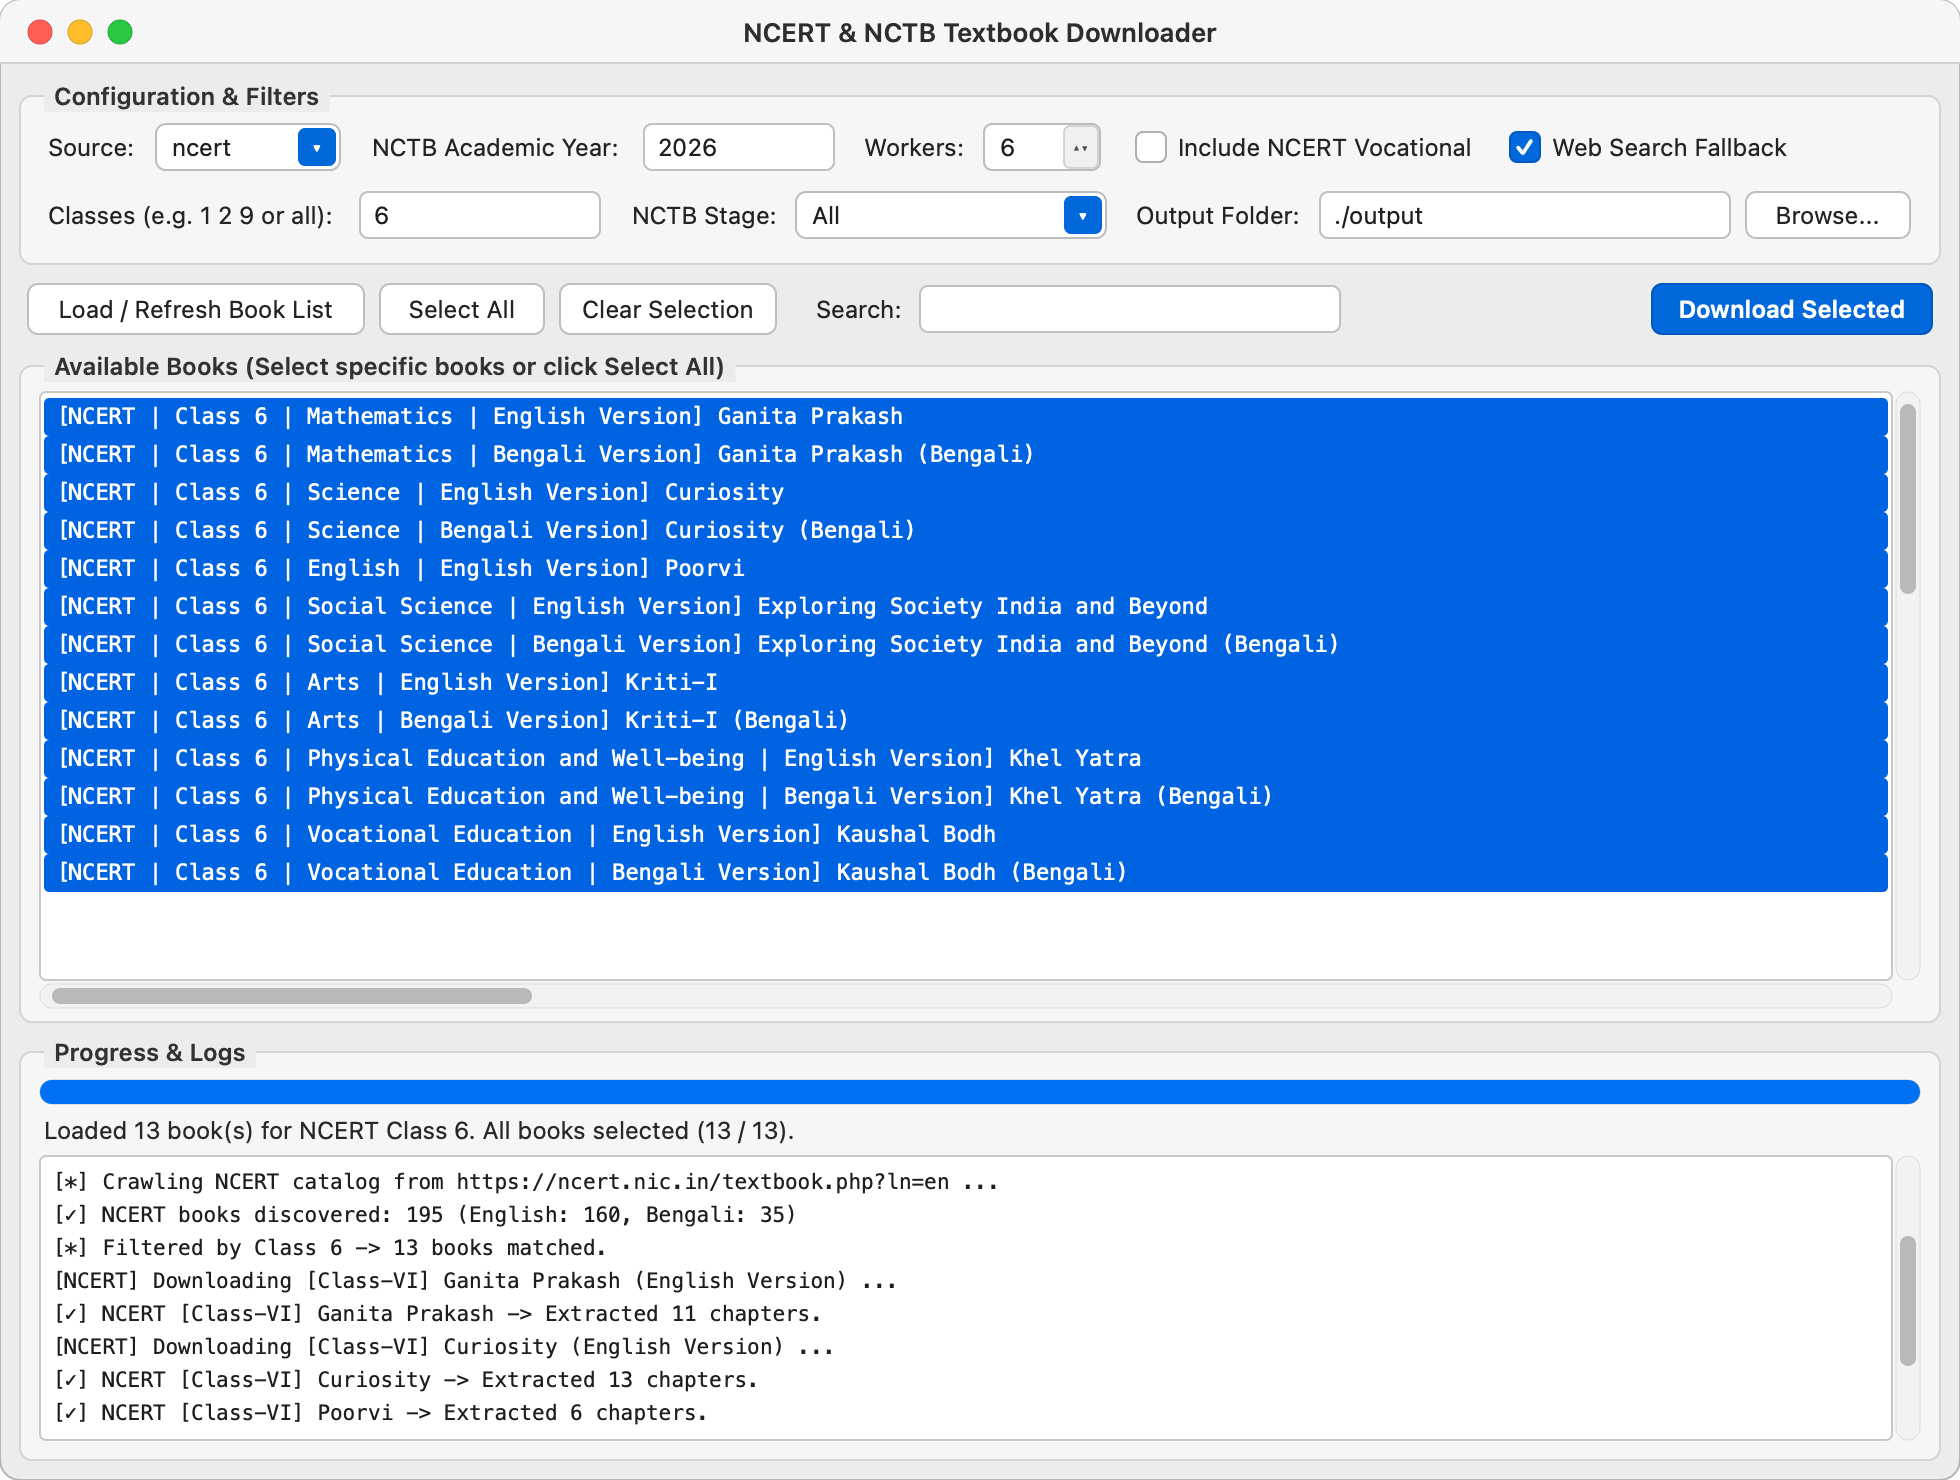 NCERT & NCTB Textbook Downloader
Configuration & Filters
Source: ncert NCTB Academic Year: 2026 Workers: 6 Include NCERT Vocational Web Search Fallback
Classes (e.g. 1 2 9 or all): 6 NCTB Stage: All Output Folder: ./output Browse...
Load / Refresh Book List Select All Clear Selection Search: Download Selected
Available Books (Select specific books or click Select All)
[NCERT | Class 6 | Mathematics | English Version] Ganita Prakash
[NCERT | Class 6 | Mathematics | Bengali Version] Ganita Prakash (Bengali)
[NCERT | Class 6 | Science | English Version] Curiosity
[NCERT | Class 6 | Science | Bengali Version] Curiosity (Bengali)
[NCERT | Class 6 | English | English Version] Poorvi
[NCERT | Class 6 | Social Science | English Version] Exploring Society India and Beyond
[NCERT | Class 6 | Social Science | Bengali Version] Exploring Society India and Beyond (Bengali)
[NCERT | Class 6 | Arts | English Version] Kriti-I
[NCERT | Class 6 | Arts | Bengali Version] Kriti-I (Bengali)
[NCERT | Class 6 | Physical Education and Well-being | English Version] Khel Yatra
[NCERT | Class 6 | Physical Education and Well-being | Bengali Version] Khel Yatra (Bengali)
[NCERT | Class 6 | Vocational Education | English Version] Kaushal Bodh
[NCERT | Class 6 | Vocational Education | Bengali Version] Kaushal Bodh (Bengali)
Progress & Logs
Loaded 13 book(s) for NCERT Class 6. All books selected (13 / 13).
[*] Crawling NCERT catalog from https://ncert.nic.in/textbook.php?ln=en ...
[✓] NCERT books discovered: 195 (English: 160, Bengali: 35)
[*] Filtered by Class 6 -> 13 books matched.
[NCERT] Downloading [Class-VI] Ganita Prakash (English Version) ...
[✓] NCERT [Class-VI] Ganita Prakash -> Extracted 11 chapters.
[NCERT] Downloading [Class-VI] Curiosity (English Version) ...
[✓] NCERT [Class-VI] Curiosity -> Extracted 13 chapters.
[✓] NCERT [Class-VI] Poorvi -> Extracted 6 chapters.